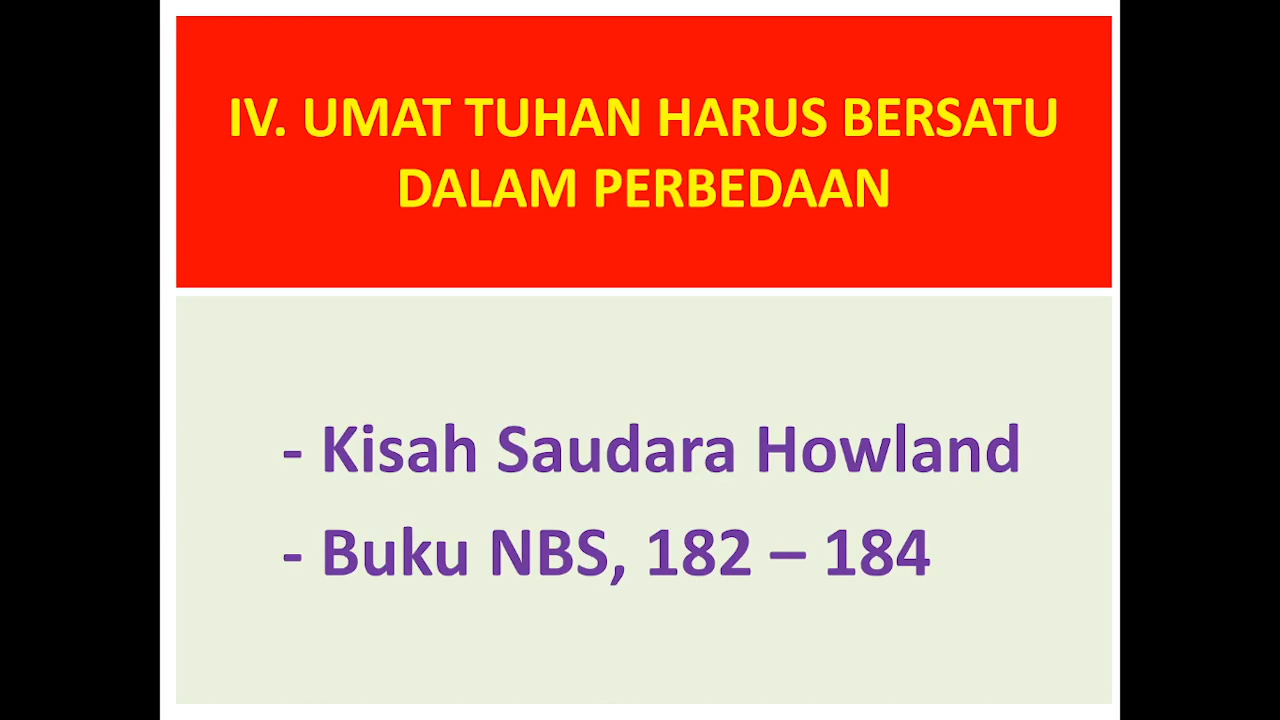 IV. UMAT TUHAN HARUS BERSATU
DALAM PERBEDAAN
- Kisah Saudara Howland
- Buku NBS, 182 – 184